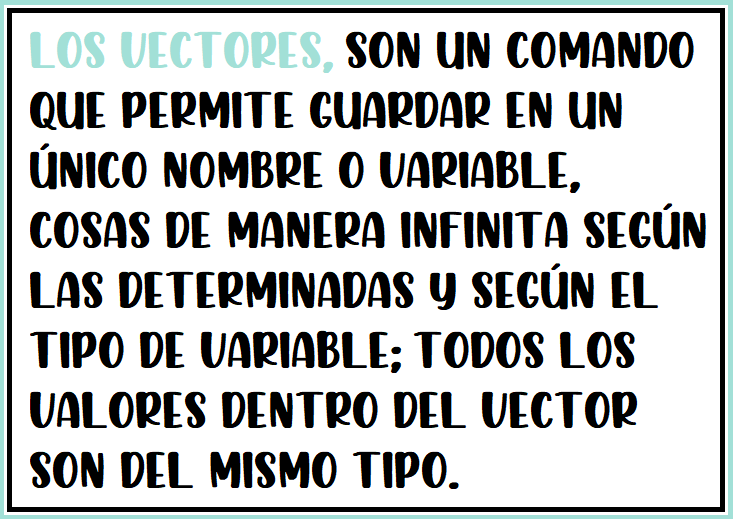 LOS VECTORES, SON UN COMANDO
QUE PERMITE GUARDAR EN UN
ÚNICO NOMBRE O VARIABLE,
COSAS DE MANERA INFINITA SEGÚN
LAS DETERMINADAS Y SEGÚN EL
TIPO DE VARIABLE; TODOS LOS
VALORES DENTRO DEL VECTOR
SON DEL MISMO TIPO.